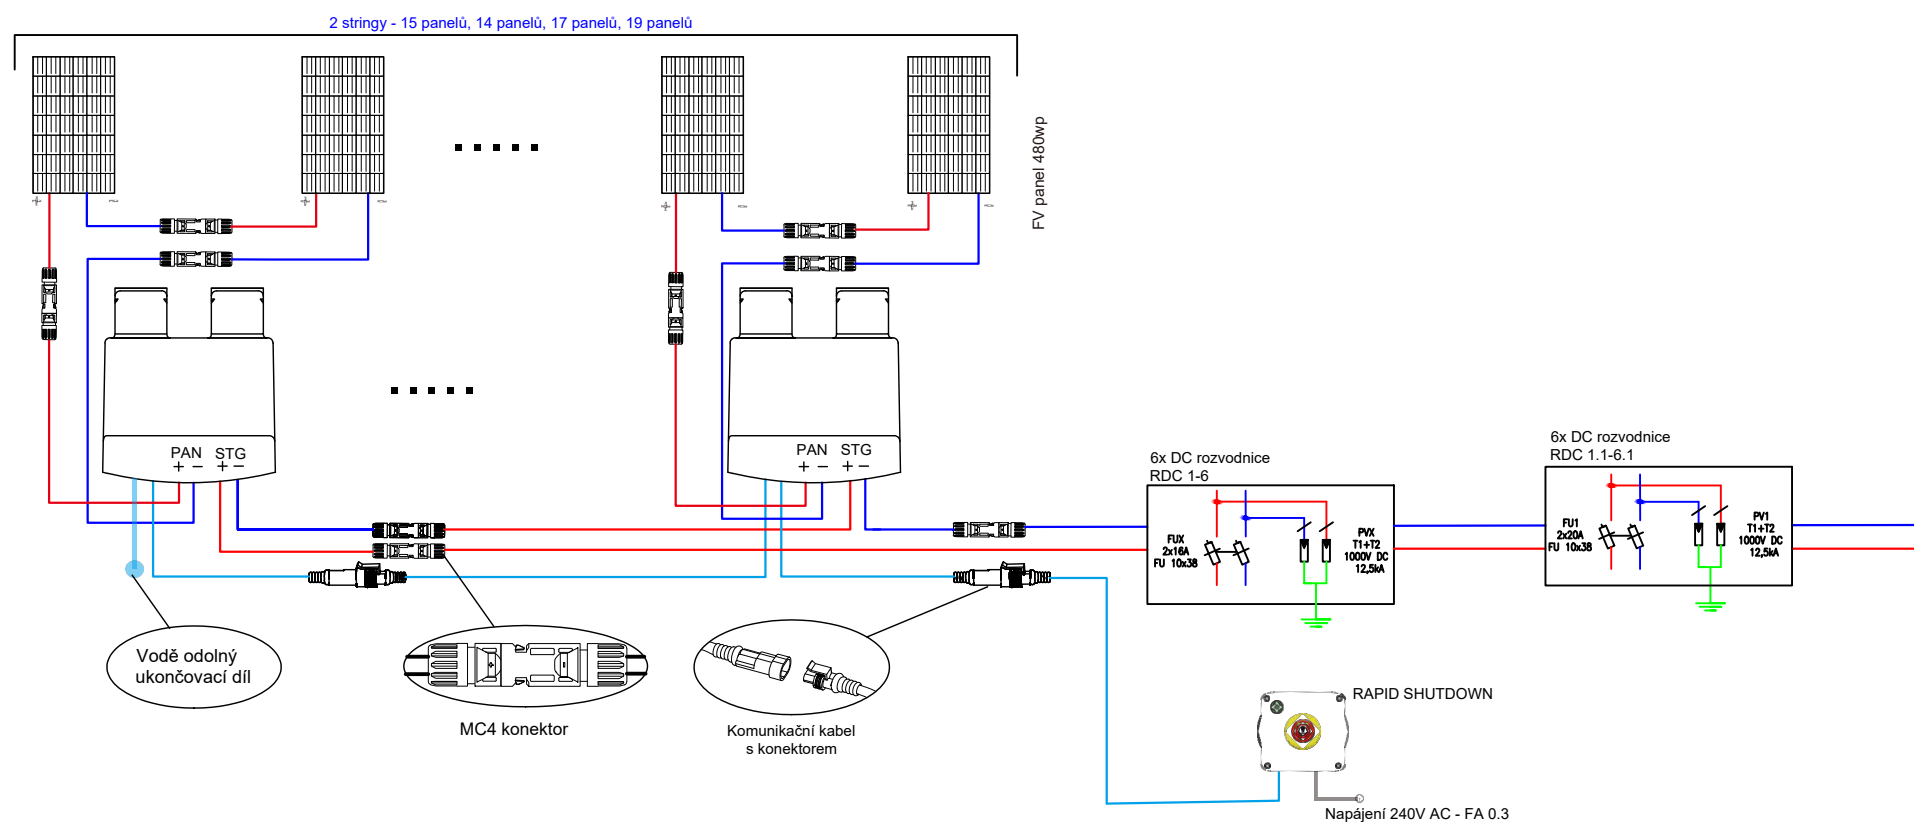 2 stringy - 15 panelů, 14 panelů, 17 panelů, 19 panelů
FV panel 480wp
+
~
+
~
+
~
+
~
PAN STG
+ − + −
PAN STG
+ − + −
6x DC rozvodnice
RDC 1-6
FUX
2x16A
FU 10x38
PVX
T1+T2
1000V DC
12,5kA
6x DC rozvodnice
RDC 1.1-6.1
FU1
2x20A
FU 10x38
PV1
T1+T2
1000V DC
12,5kA
Vodě odolný
ukončovací díl
MC4 konektor
Komunikační kabel
s konektorem
RAPID SHUTDOWN
Napájení 240V AC - FA 0.3